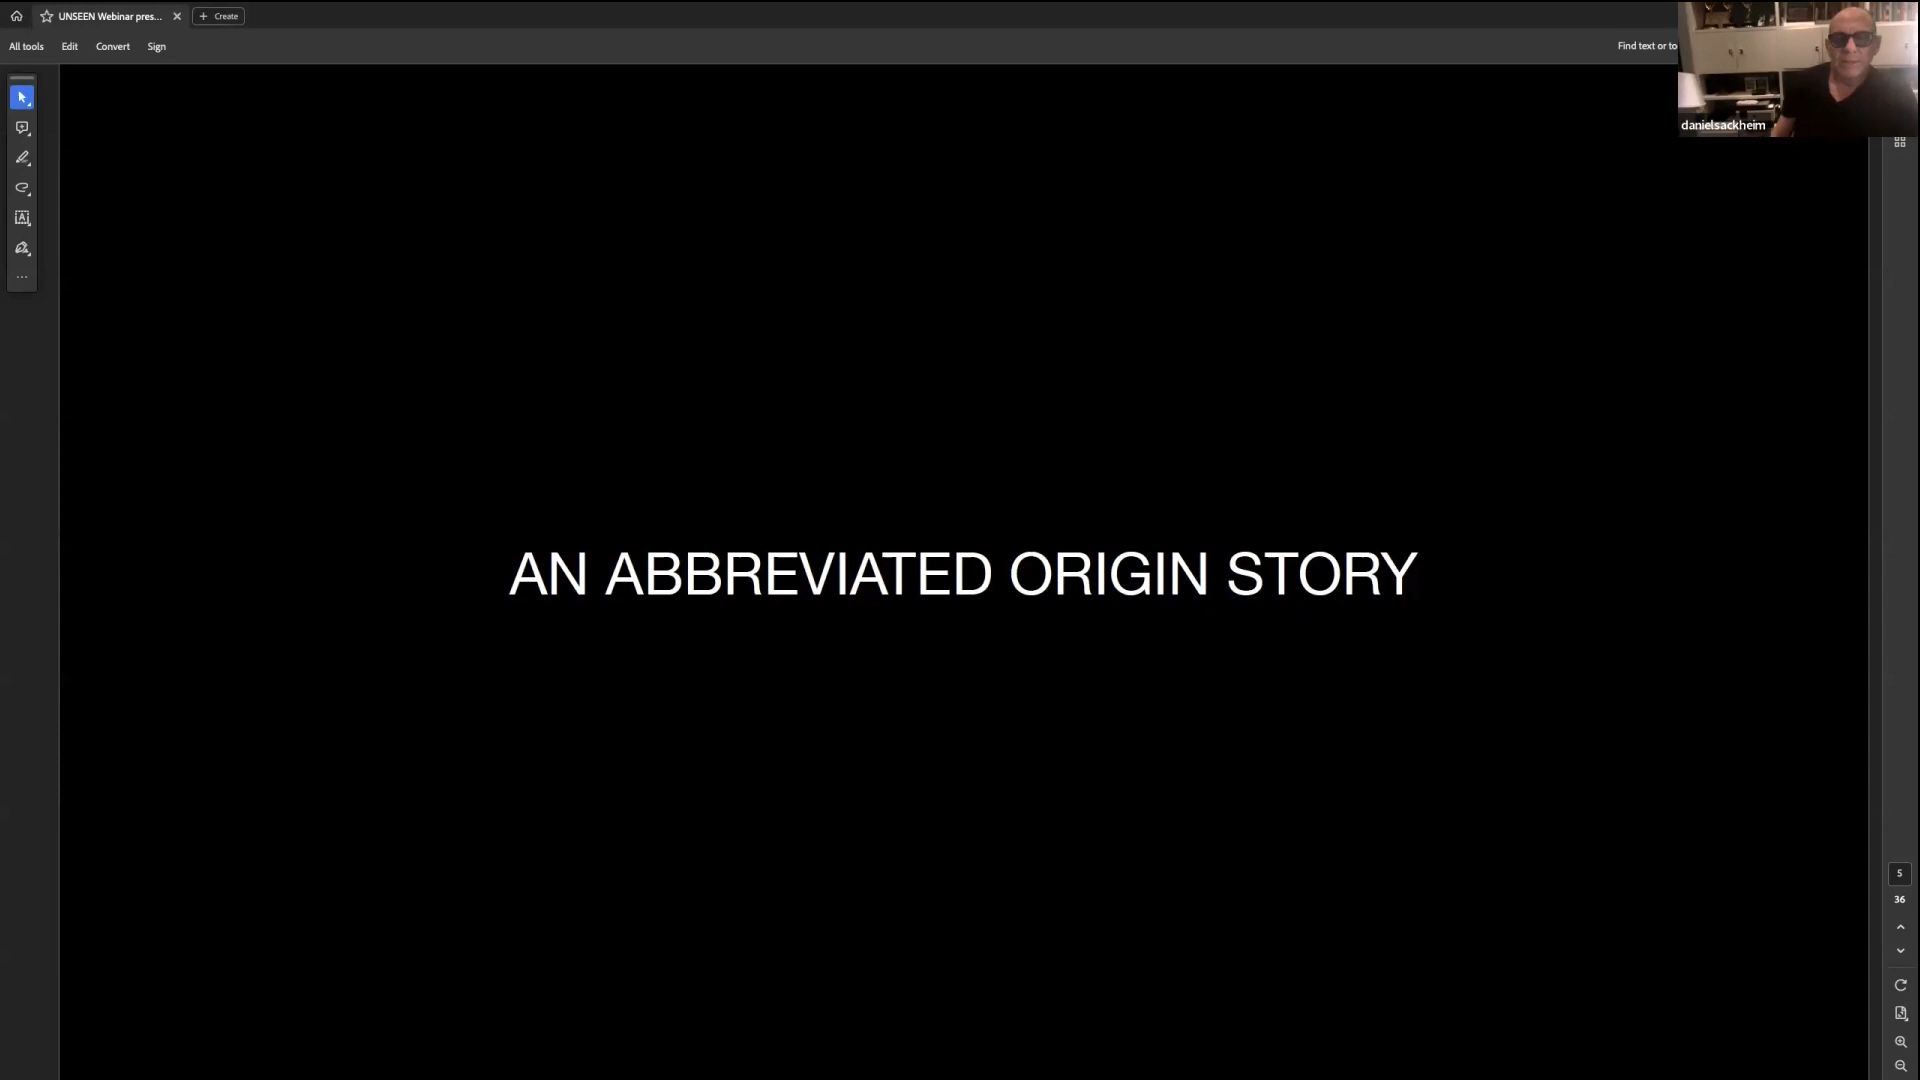 UNSEEN Webinar pres...
Create
All tools
Edit
Convert
Sign
Find text or to
danielsackheim
AN ABBREVIATED ORIGIN STORY
5
36